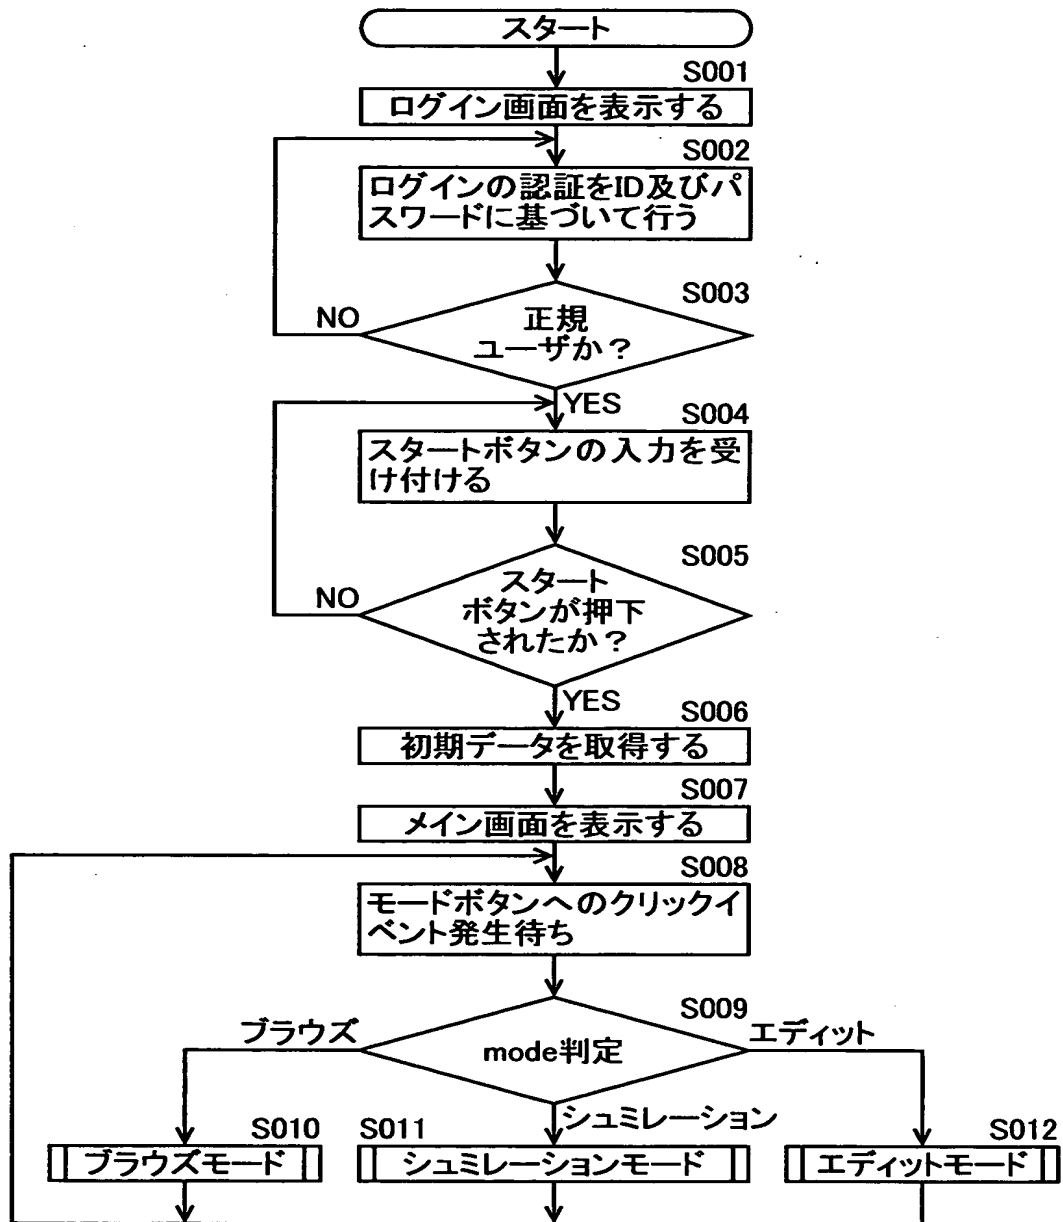 スタート
S001
ログイン画面を表示する
S002
ログインの認証をID及びパ
スワードに基づいて行う
S003
NO
正規
ユーザか？
YES
S004
スタートボタンの入力を受
け付ける
S005
NO
スタート
ボタンが押下
されたか？
YES
S006
初期データを取得する
S007
メイン画面を表示する
S008
モードボタンへのクリックイ
ベント発生待ち
S009
ブラウズ
mode判定
エディット
シュミレーション
S010
S011
S012
ブラウズモード
シュミレーションモード
エディットモード